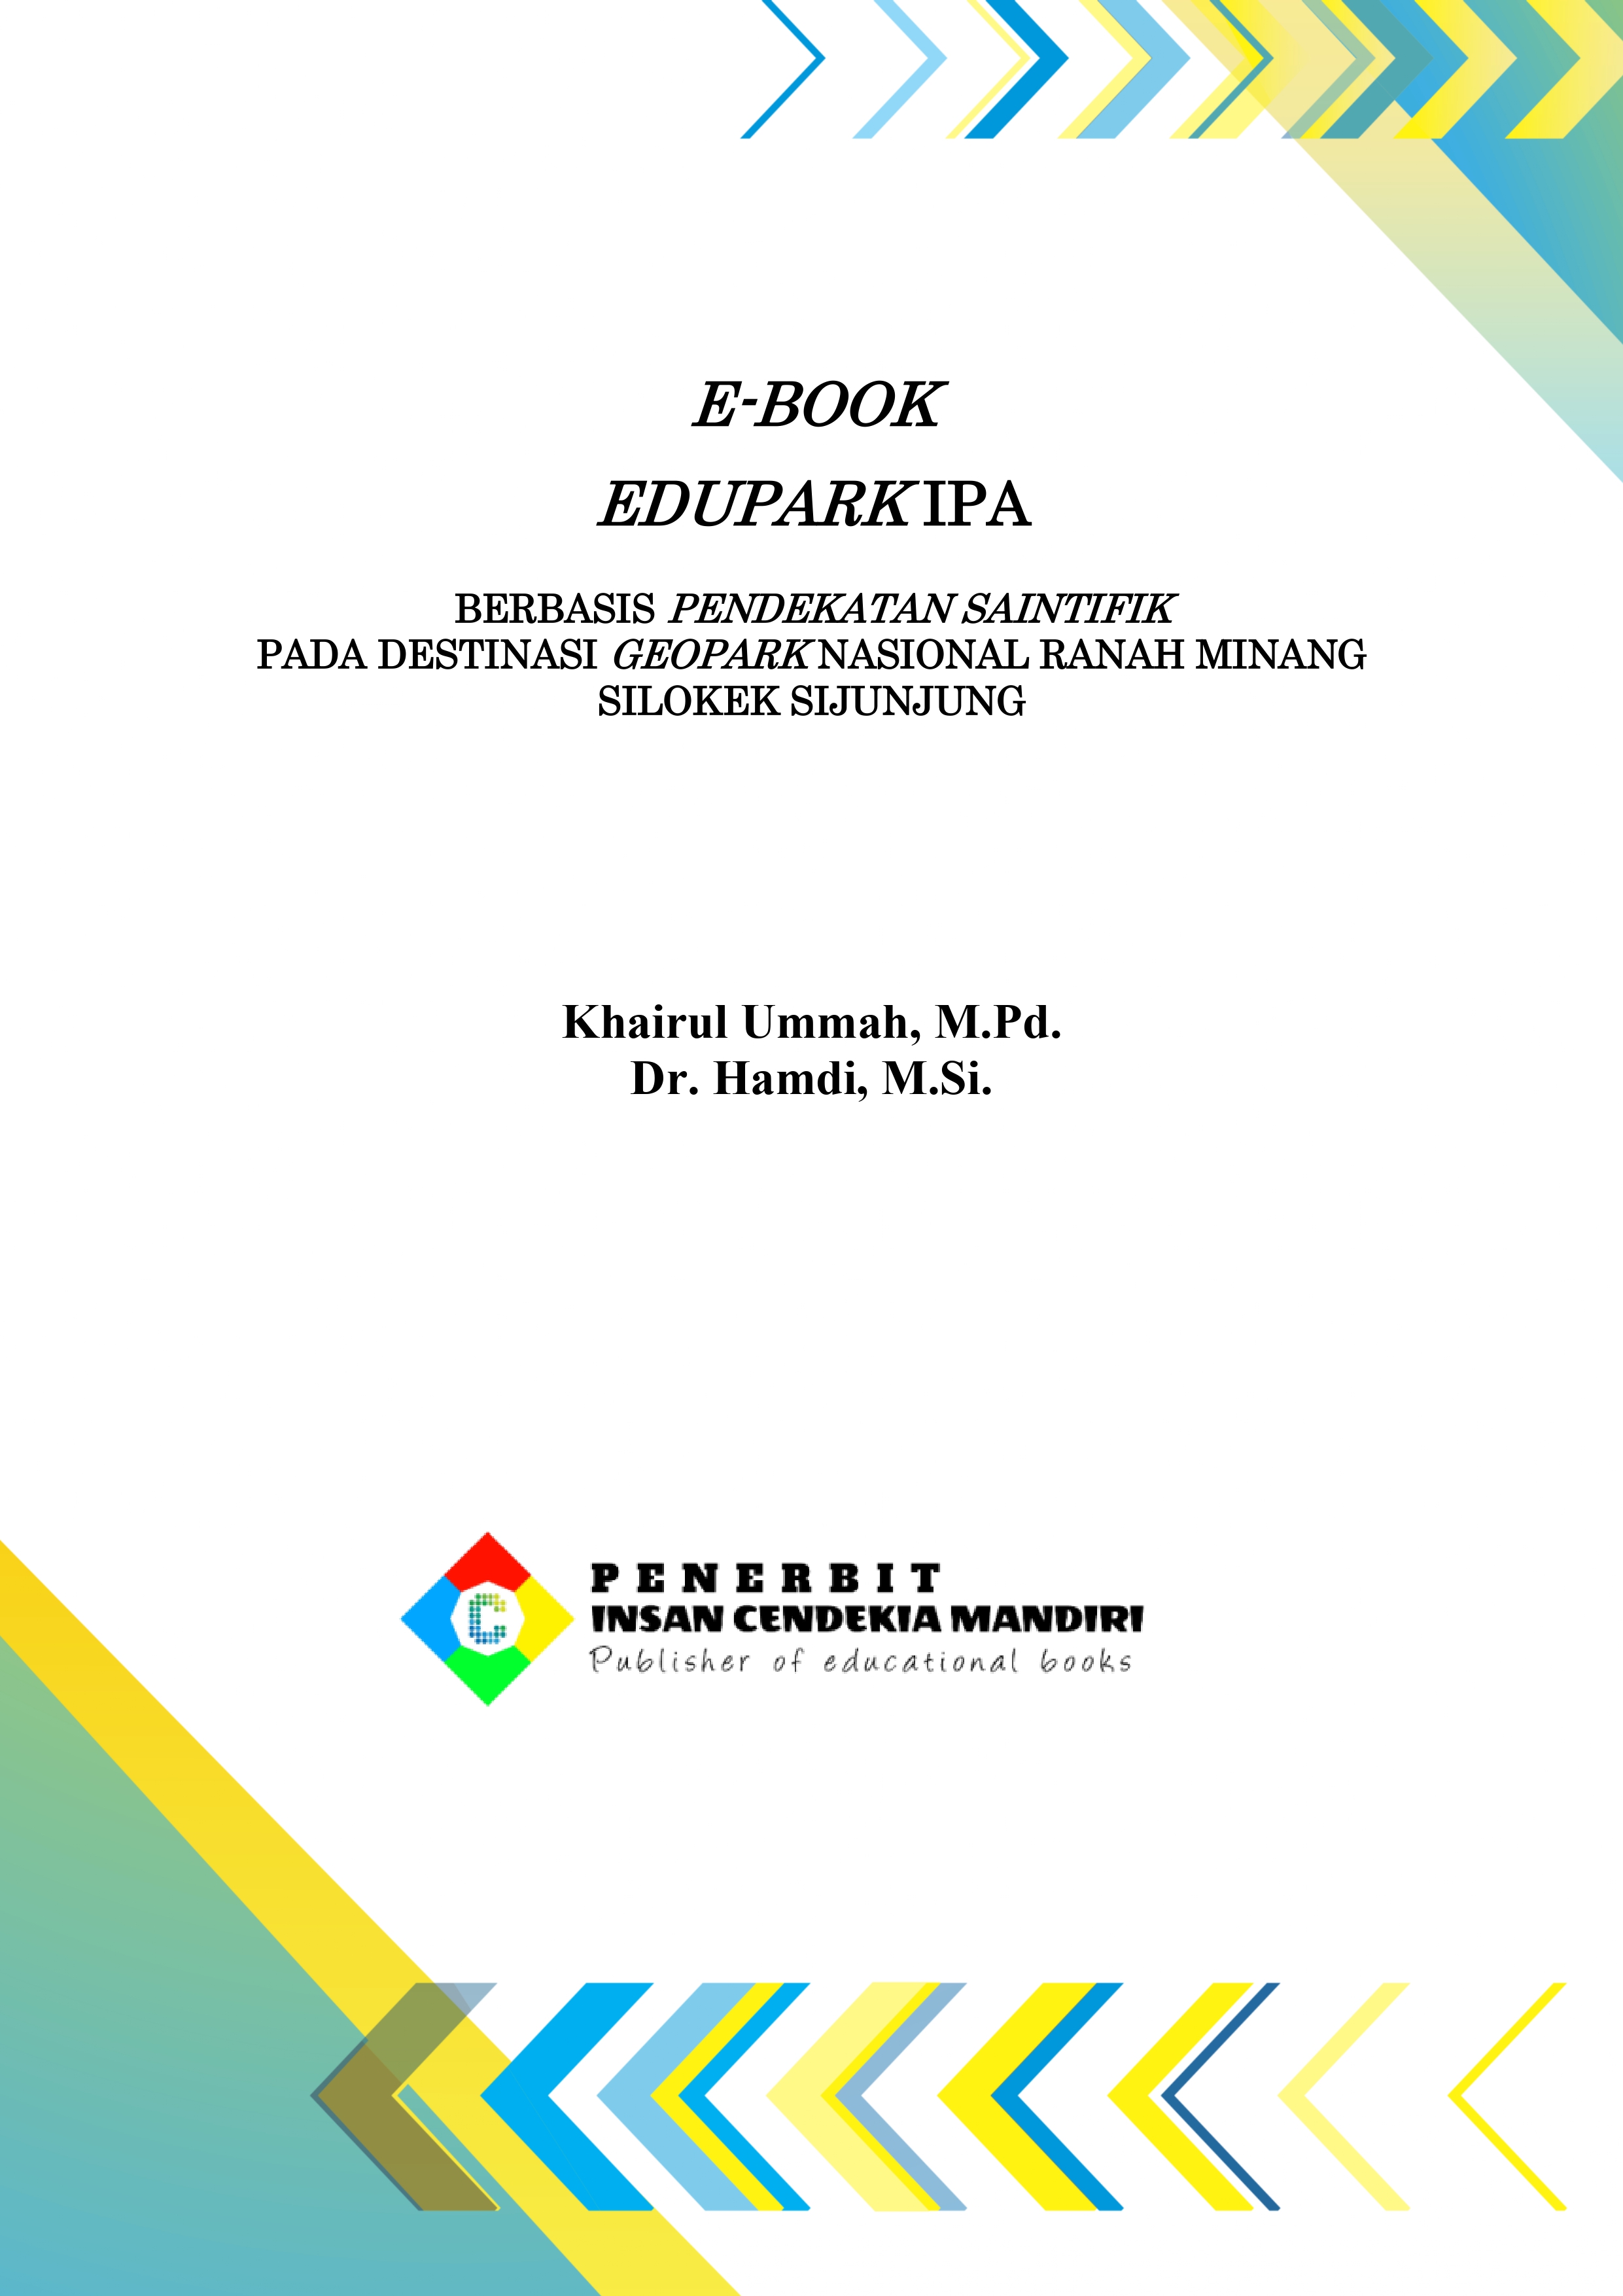 E-BOOK
EDUPARK IPA
BERBASIS PENDEKATAN SAINTIFIK
PADA DESTINASI GEOPARK NASIONAL RANAH MINANG
SILOKEK SIJUNJUNG
Khairul Ummah, M.Pd.
Dr. Hamdi, M.Si.
C
PENERBIT
INSAN CENDEKIA MANDIRI
Publisher of educational books